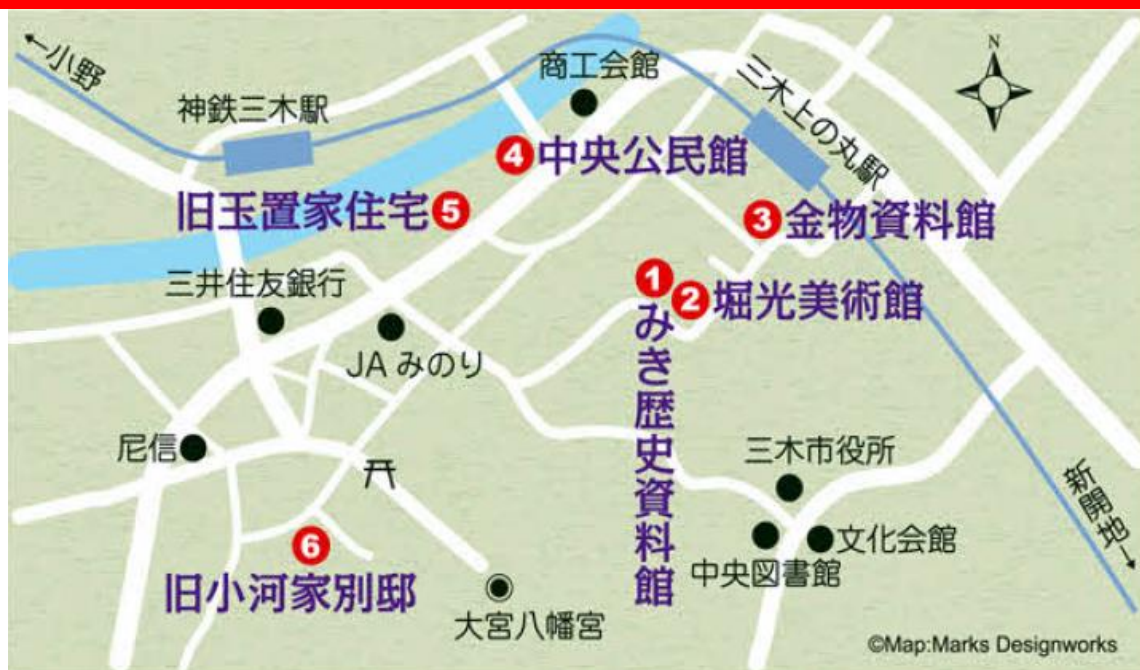 ←小野
N
商工会館
神鉄三木駅
三木上の丸駅
④中央公民館
旧玉置家住宅⑤
③金物資料館
三井住友銀行
①みき歴史資料館
②堀光美術館
JAみのり
尼信
三木市役所
新開地→
⑥
旧小河家別邸
文化会館
中央図書館
大宮八幡宮
©Map:Marks Designworks